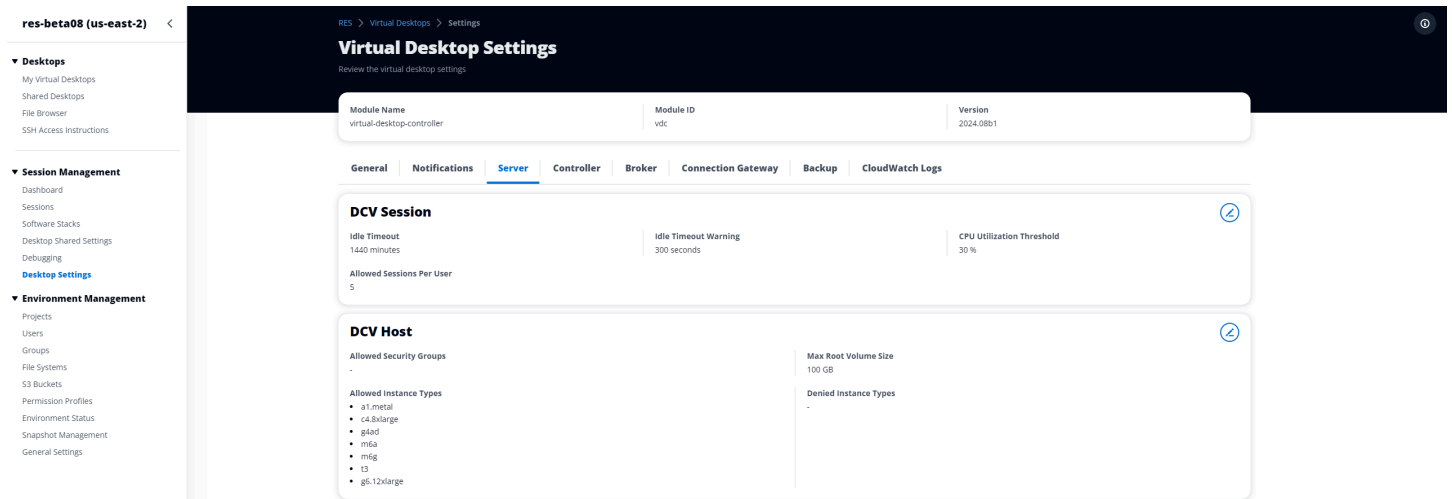 res-beta08 (us-east-2)
Desktops
My Virtual Desktops
Shared Desktops
File Browser
SSH Access Instructions
Session Management
Dashboard
Sessions
Software Stacks
Desktop Shared Settings
Debugging
Desktop Settings
Environment Management
Projects
Users
Groups
File Systems
S3 Buckets
Permission Profiles
Environment Status
Snapshot Management
General Settings
RES > Virtual Desktops > Settings
Virtual Desktop Settings
Review the virtual desktop settings
Module Name
virtual-desktop-controller
Module ID
vdc
Version
2024.08b1
General Notifications Server Controller Broker Connection Gateway Backup CloudWatch Logs
DCV Session
Idle Timeout
1440 minutes
Idle Timeout Warning
300 seconds
CPU Utilization Threshold
30 %
Allowed Sessions Per User
5
DCV Host
Allowed Security Groups
-
Max Root Volume Size
100 GB
Allowed Instance Types
• a1.metal
• c4.8xlarge
• g4ad
• m6a
• m6g
• t3
• g6.12xlarge
Denied Instance Types
-